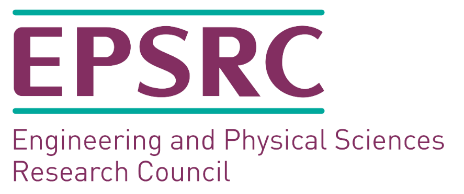 EPSRC
Engineering and Physical Sciences
Research Council